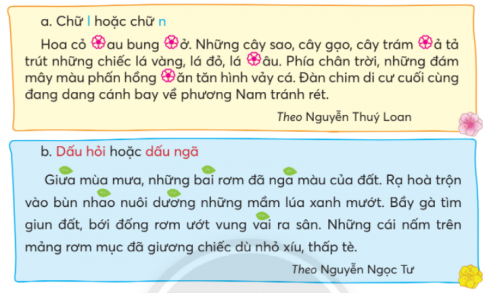 a. Chữ l hoặc chữ n
Hoa cỏ au bung ở. Những cây sao, cây gạo, cây trám ả tả
trút những chiếc lá vàng, lá đỏ, lá âu. Phía chân trời, những đám
mây màu phấn hồng ăn tăn hình vảy cá. Đàn chim di cư cuối cùng
đang dang cánh bay về phương Nam tránh rét.
Theo Nguyễn Thuý Loan
b. Dấu hỏi hoặc dấu ngã
Giưa mùa mưa, những bai rơm đã nga màu của đất. Rạ hoà trộn
vào bùn nhao nuôi dương những mầm lúa xanh mướt. Bầy gà tìm
giun đất, bới đống rơm ướt vung vai ra sân. Những cái nấm trên
mảng rơm mục đã giương chiếc dù nhỏ xíu, thấp tè.
Theo Nguyễn Ngọc Tư